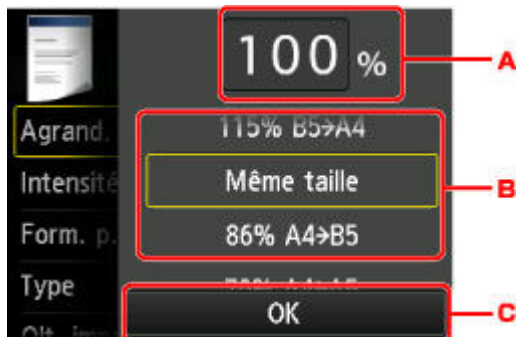 100 %
A
Agrand.
115% B5→A4
Intensité
Même taille
B
Form. p.
86% A4→B5
Type
OK
C